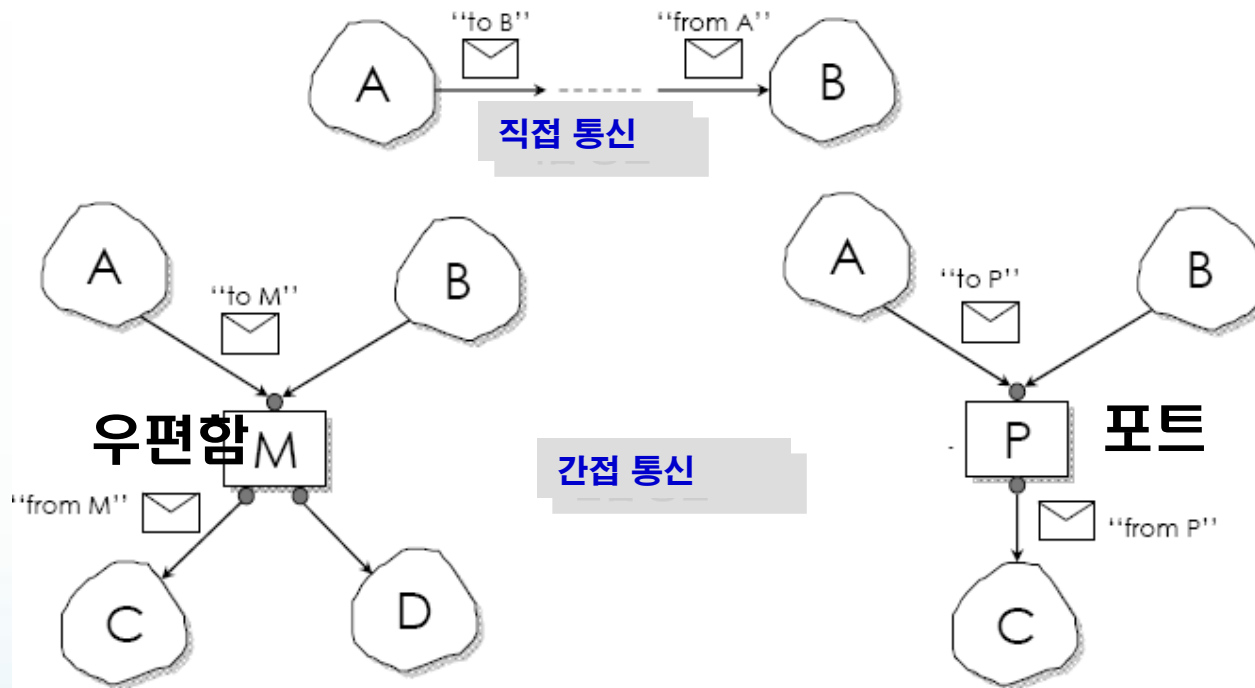 ‘‘to B’’
‘‘from A’’
A
B
직접 통신
A
B
‘‘to M’’
우편함
M
‘‘from M’’
C
D
간접 통신
A
B
‘‘to P’’
P
포트
‘‘from P’’
C